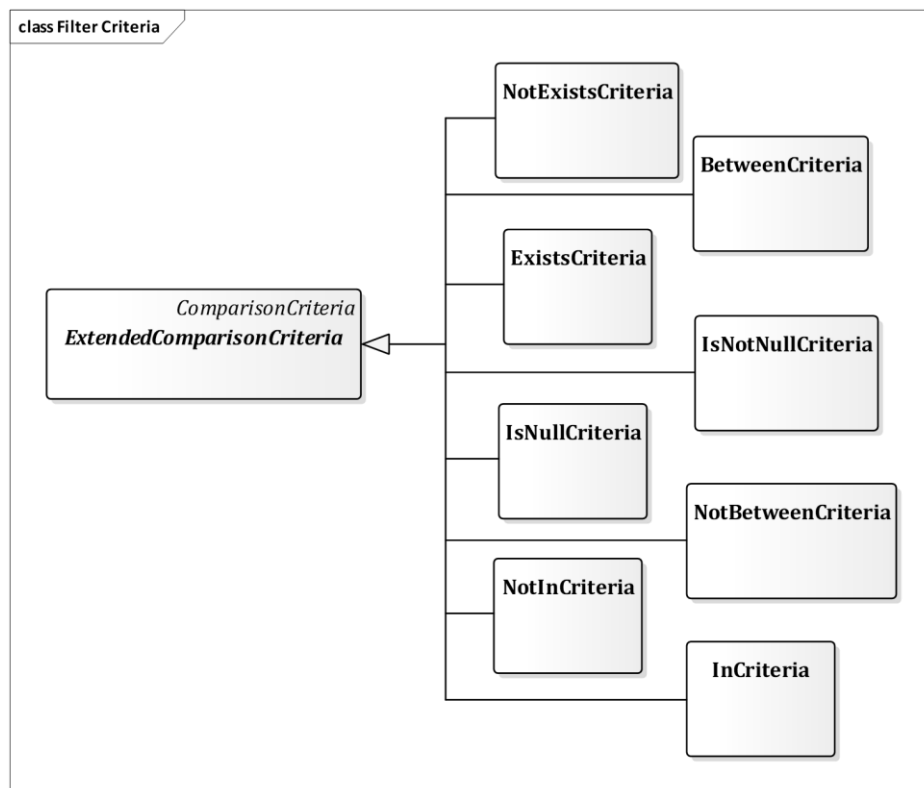 class Filter Criteria
NotExistsCriteria
BetweenCriteria
ExistsCriteria
ComparisonCriteria
ExtendedComparisonCriteria
IsNotNullCriteria
IsNullCriteria
NotBetweenCriteria
NotInCriteria
InCriteria